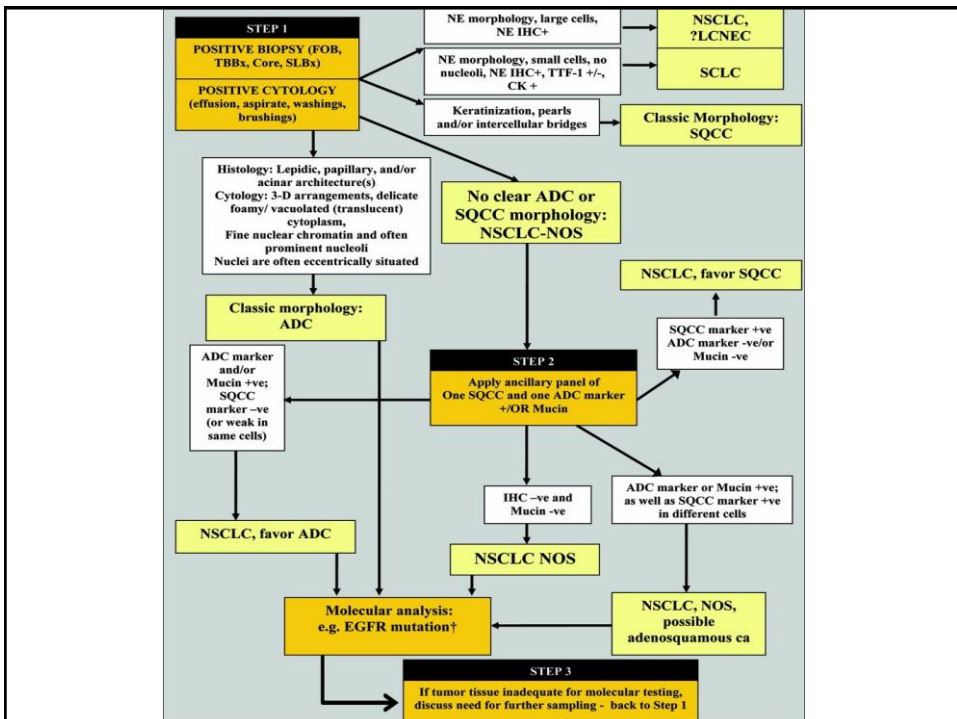 STEP 1
POSITIVE BIOPSY (FOB,
TBBx, Core, SLBx)
POSITIVE CYTOLOGY
(effusion, aspirate, washings,
brushings)
NE morphology, large cells,
NE IHC+
NSCLC,
?LCNEC
NE morphology, small cells, no
nucleoli, NE IHC+, TTF-1 +/-,
CK +
SCLC
Keratinization, pearls
and/or intercellular bridges
Classic Morphology:
SQCC
Histology: Lepidic, papillary, and/or
acinar architecture(s)
Cytology: 3-D arrangements, delicate
foamy/ vacuolated (translucent)
cytoplasm,
Fine nuclear chromatin and often
prominent nucleoli
Nuclei are often eccentrically situated
No clear ADC or
SQCC morphology:
NSCLC-NOS
Classic morphology:
ADC
NSCLC, favor SQCC
SQCC marker +ve
ADC marker -ve/or
Mucin -ve
STEP 2
Apply ancillary panel of
One SQCC and one ADC marker
+/OR Mucin
ADC marker
and/or
Mucin +ve;
SQCC
marker –ve
(or weak in
same cells)
IHC –ve and
Mucin -ve
ADC marker or Mucin +ve;
as well as SQCC marker +ve
in different cells
NSCLC, favor ADC
NSCLC NOS
Molecular analysis:
e.g. EGFR mutation†
NSCLC, NOS,
possible
adenosquamous ca
STEP 3
If tumor tissue inadequate for molecular testing,
discuss need for further sampling - back to Step 1